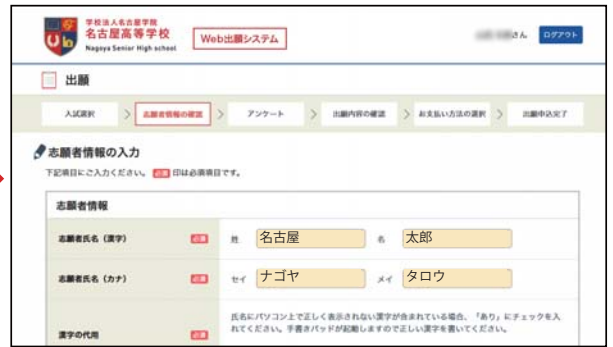 学校法人名古屋学院
名古屋高等学校
Nagoya Senior High school
Web出願システム
さん
ログアウト
出願
入試選択 > 志願者情報の確認 > アンケート > 出願内容の確認 > お支払い方法の選択 > 出願申込完了
志願者情報の入力
下記項目にご入力ください。 必須 印は必須項目です。
志願者情報
志願者氏名（漢字） 必須 姓 名古屋 名 太郎
志願者氏名（カナ） 必須 セイ ナゴヤ メイ タロウ
漢字の代用 必須
氏名にパソコン上で正しく表示されない漢字が含まれている場合、「あり」にチェックを入
れてください。手書きパッドが起動しますので正しい漢字を書いてください。